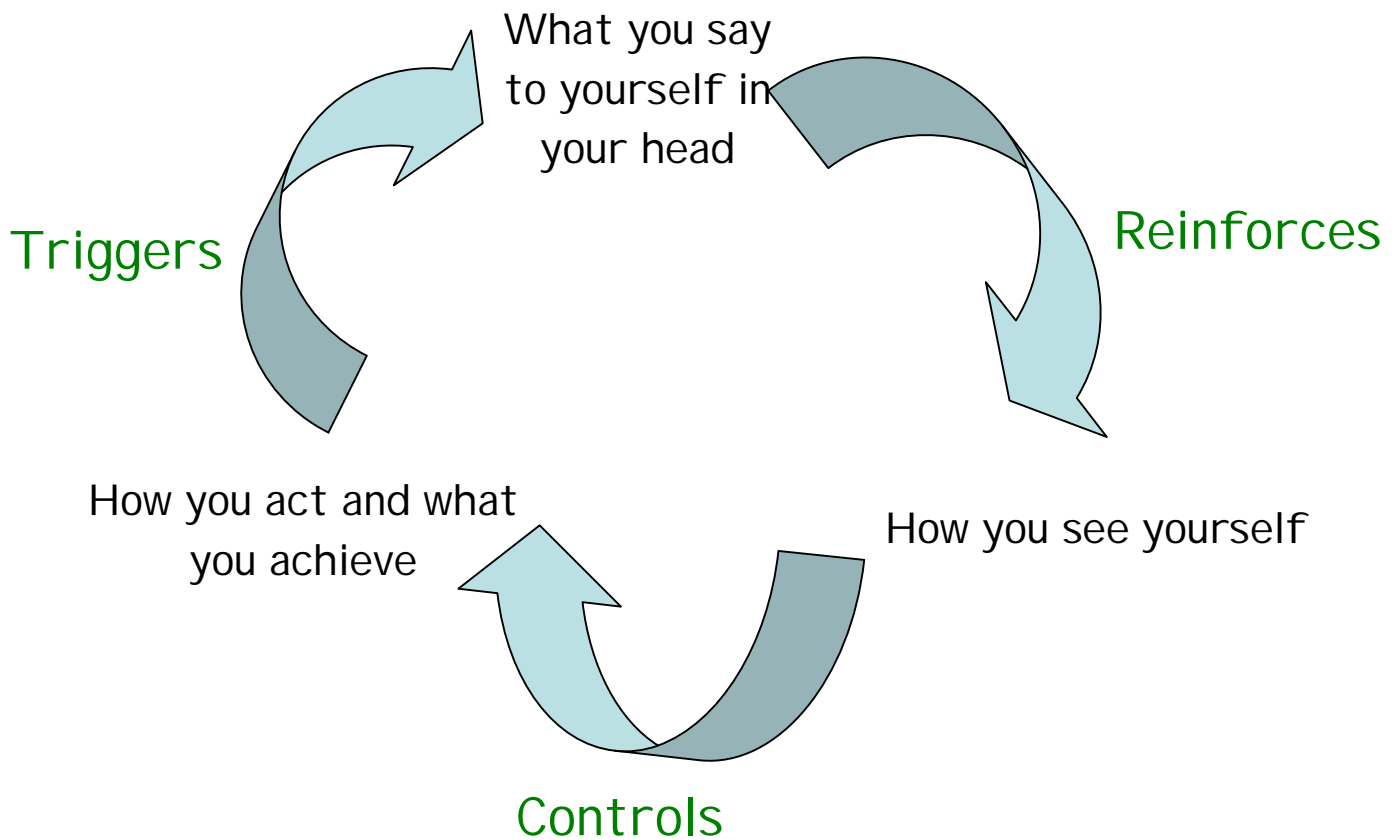 What you say
to yourself in
your head
Triggers
Reinforces
How you act and what
you achieve
How you see yourself
Controls